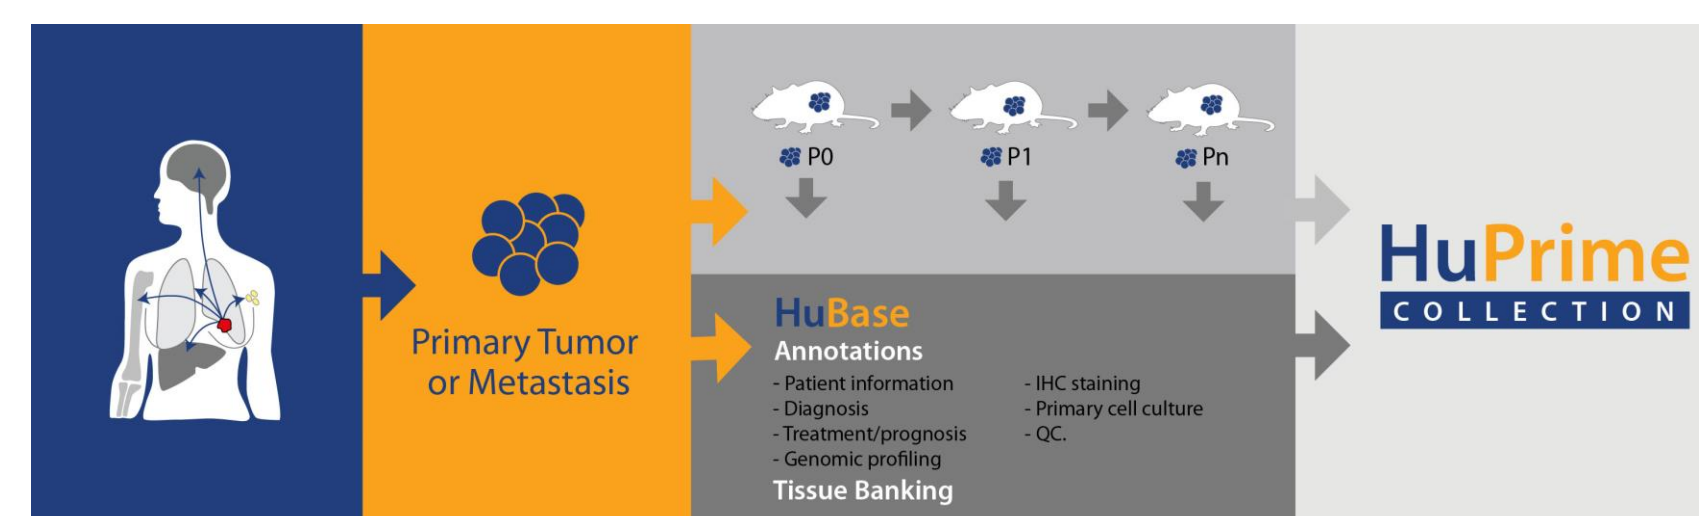 Primary Tumor
or Metastasis
P0
P1
Pn
HuBase
Annotations
- Patient information
- Diagnosis
- Treatment/prognosis
- Genomic profiling
- IHC staining
- Primary cell culture
- QC.
Tissue Banking
HuPrime
COLLECTION